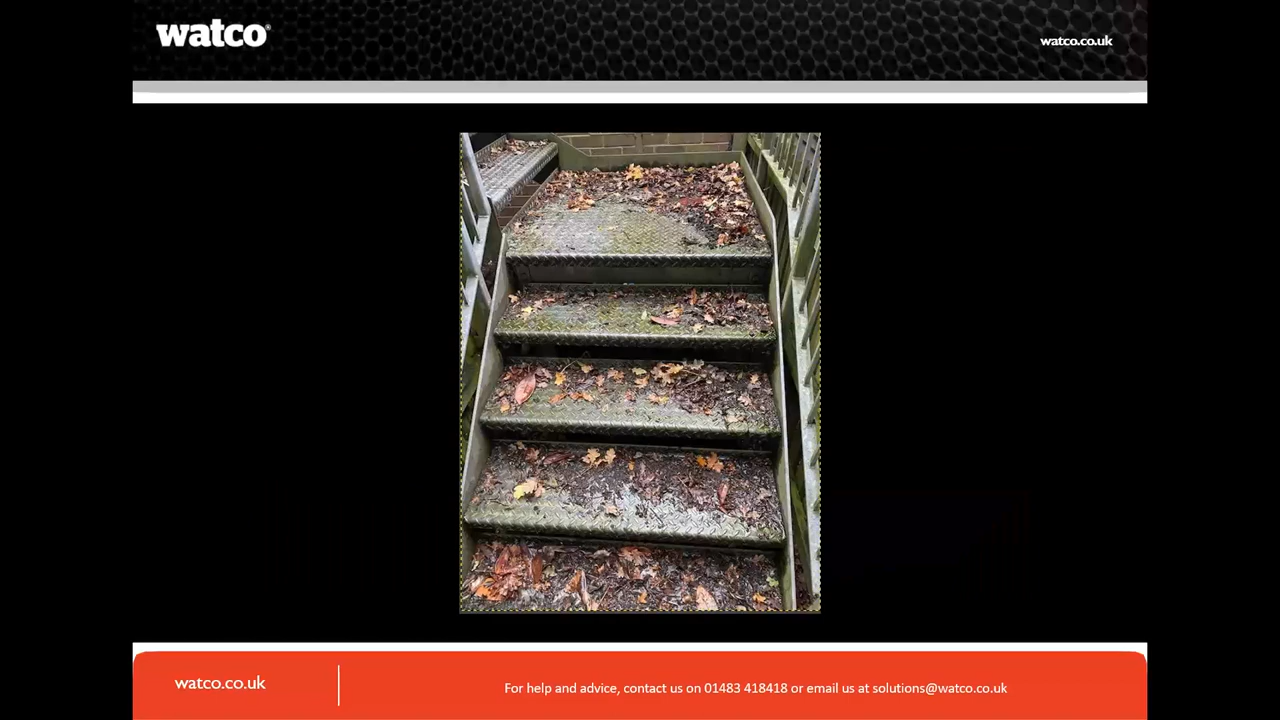 watco®
watco.co.uk
watco.co.uk
For help and advice, contact us on 01483 418418 or email us at solutions@watco.co.uk